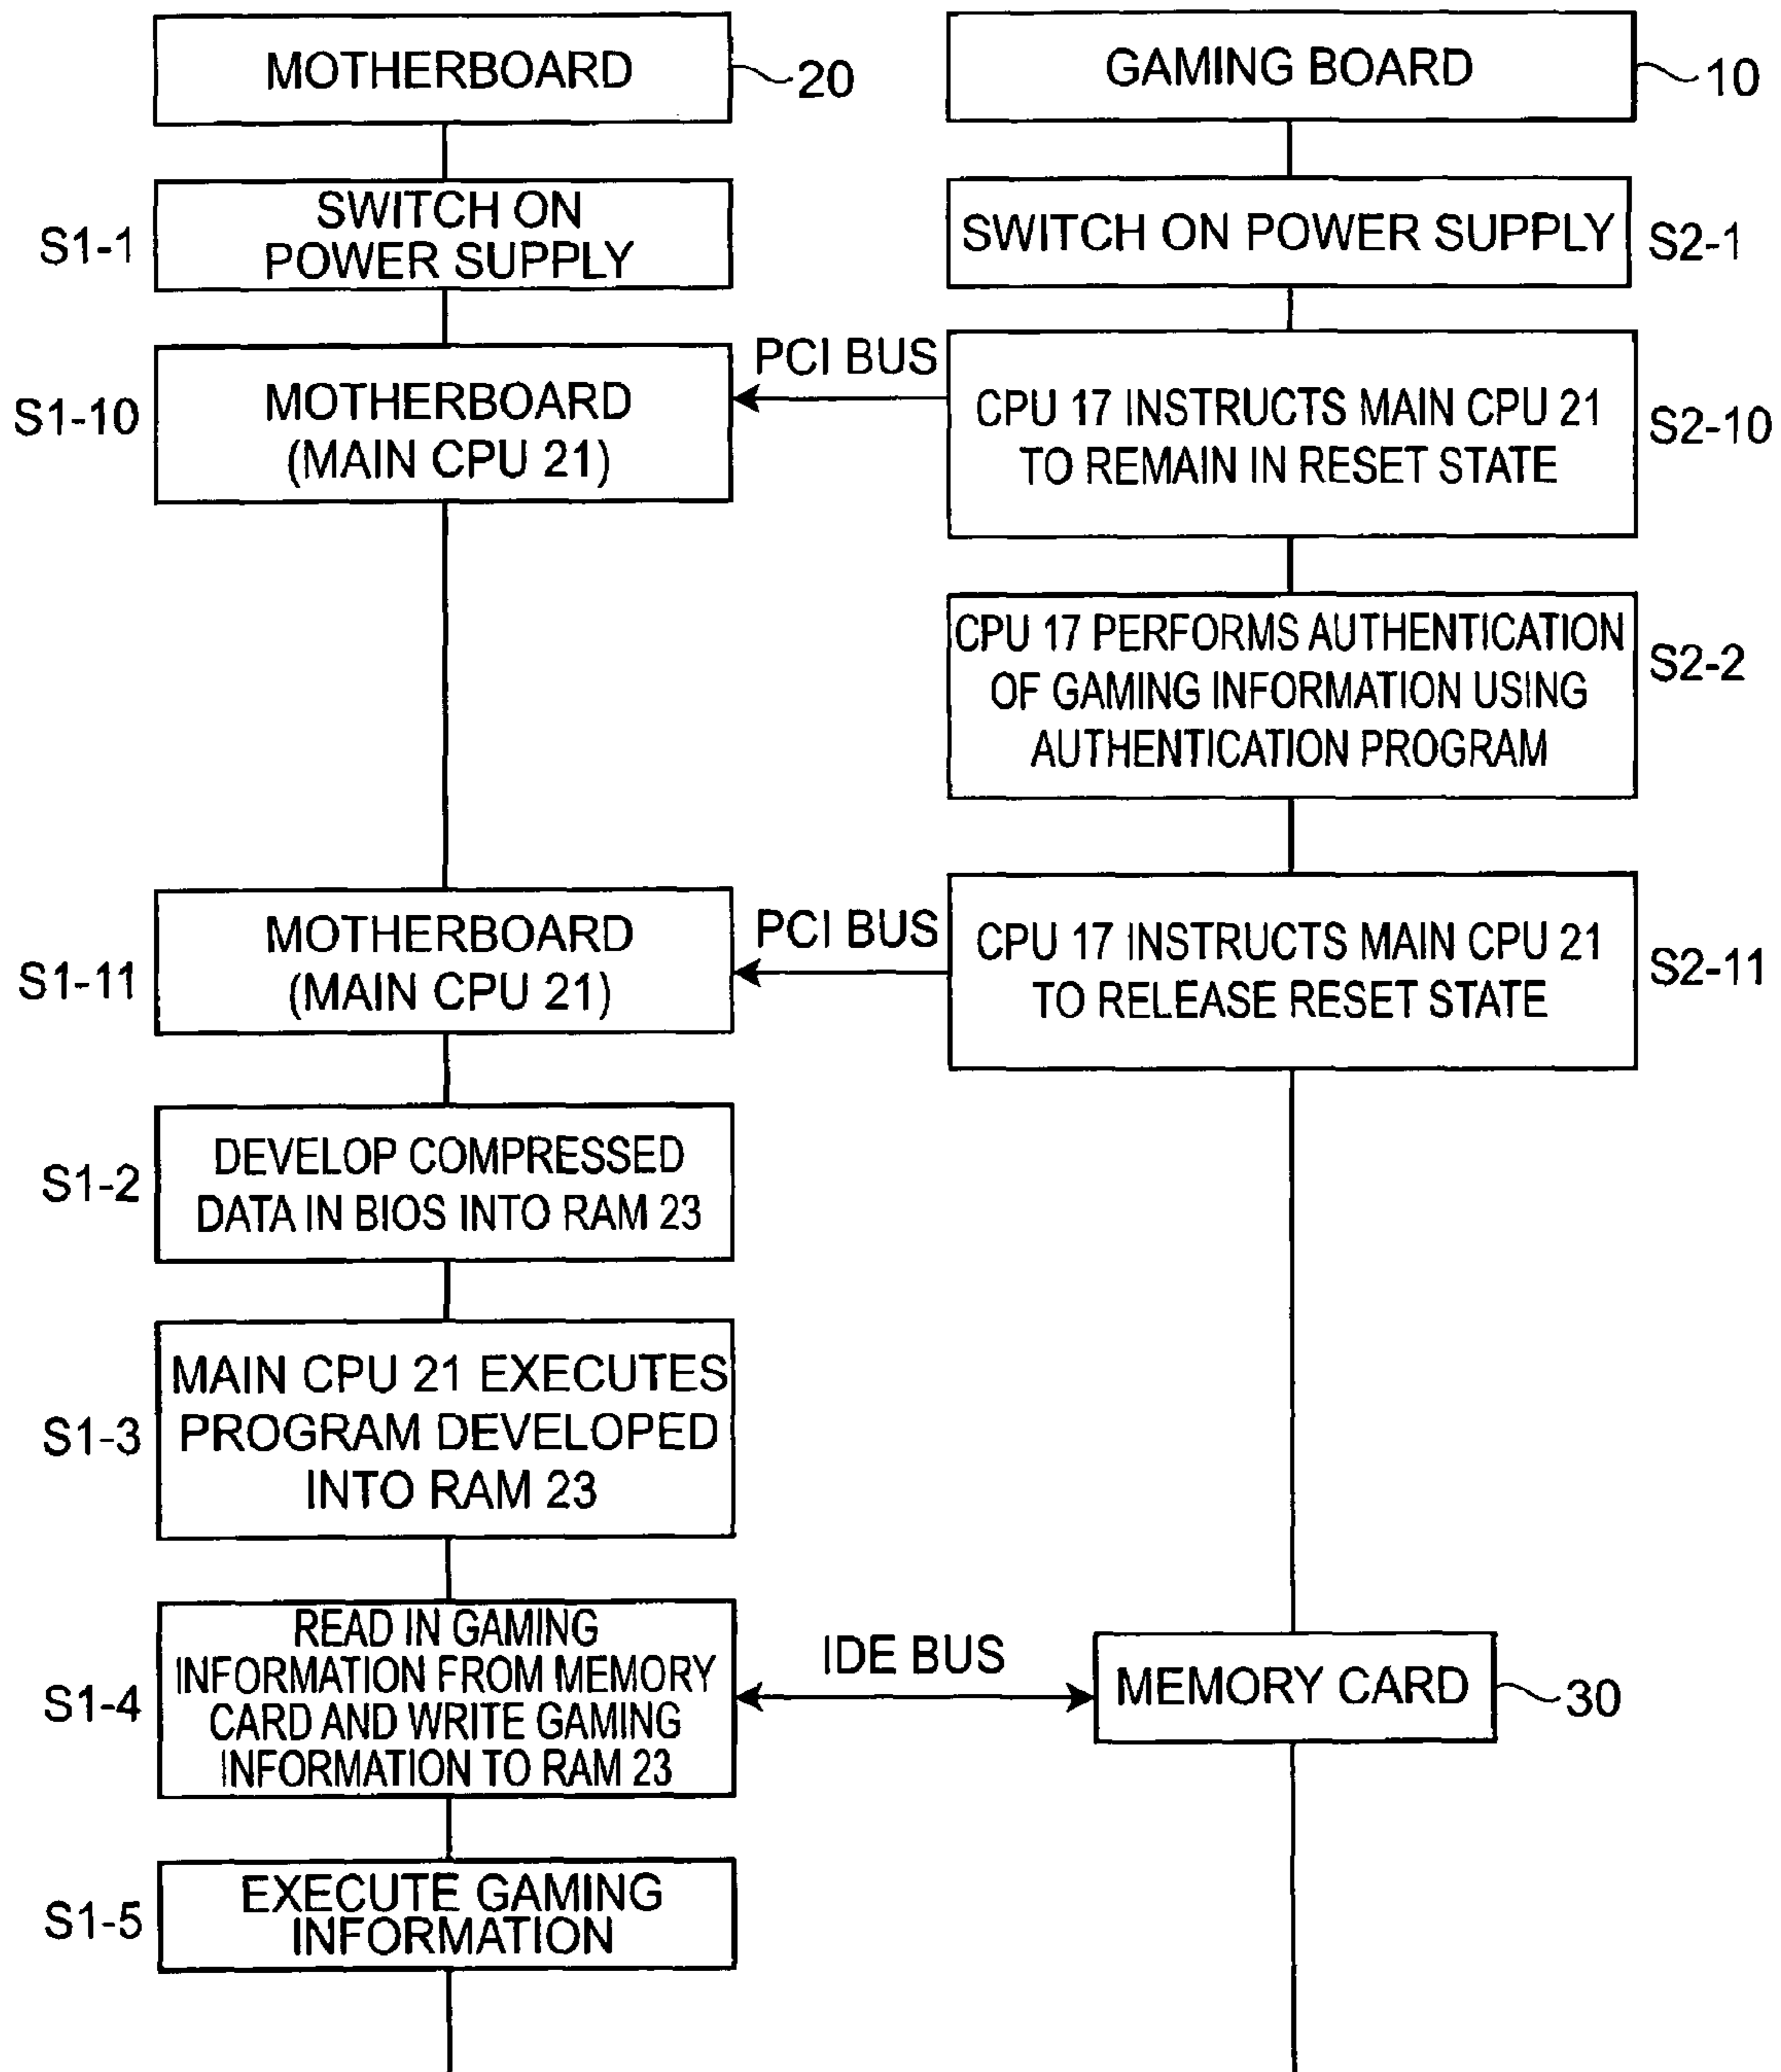 MOTHERBOARD
20
GAMING BOARD
10
S1-1
SWITCH ON
POWER SUPPLY
SWITCH ON POWER SUPPLY
S2-1
S1-10
MOTHERBOARD
(MAIN CPU 21)
PCI BUS
CPU 17 INSTRUCTS MAIN CPU 21
TO REMAIN IN RESET STATE
S2-10
CPU 17 PERFORMS AUTHENTICATION
OF GAMING INFORMATION USING
AUTHENTICATION PROGRAM
S2-2
S1-11
MOTHERBOARD
(MAIN CPU 21)
PCI BUS
CPU 17 INSTRUCTS MAIN CPU 21
TO RELEASE RESET STATE
S2-11
S1-2
DEVELOP COMPRESSED
DATA IN BIOS INTO RAM 23
S1-3
MAIN CPU 21 EXECUTES
PROGRAM DEVELOPED
INTO RAM 23
S1-4
READ IN GAMING
INFORMATION FROM MEMORY
CARD AND WRITE GAMING
INFORMATION TO RAM 23
IDE BUS
MEMORY CARD
30
S1-5
EXECUTE GAMING
INFORMATION